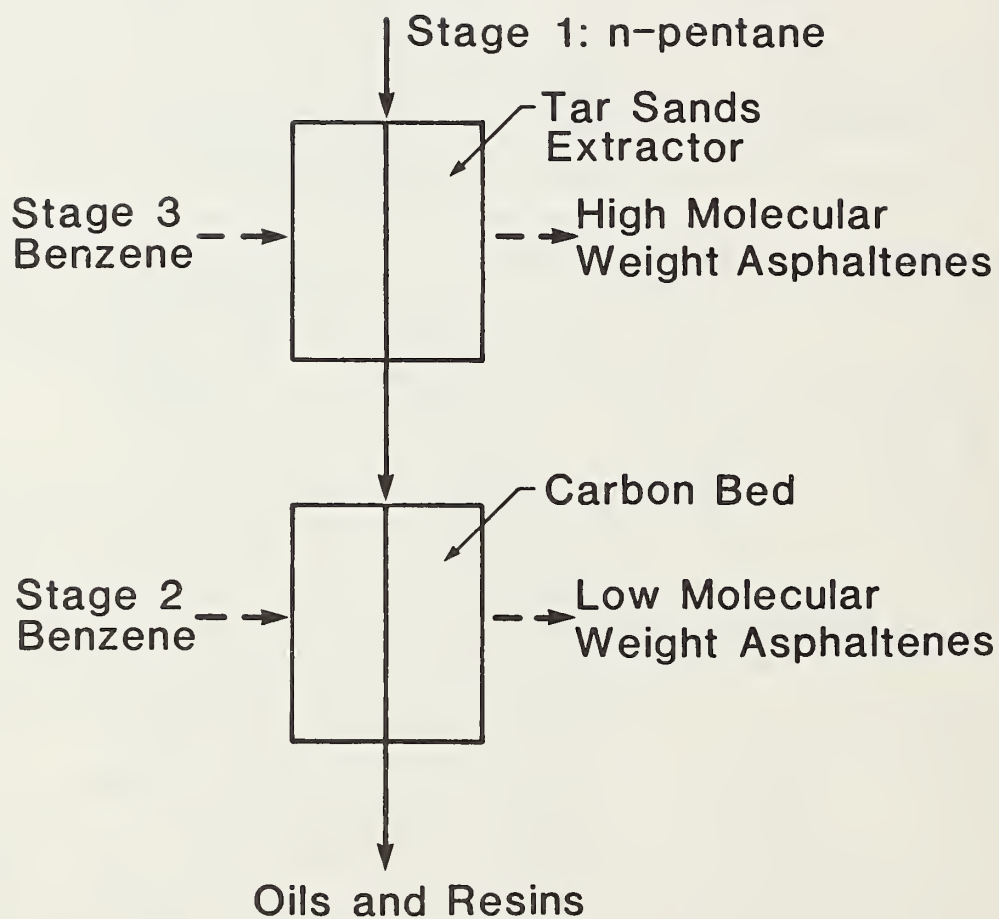 Stage 1: n-pentane
Tar Sands
Extractor
Stage 3
Benzene
High Molecular
Weight Asphaltenes
Carbon Bed
Stage 2
Benzene
Low Molecular
Weight Asphaltenes
Oils and Resins